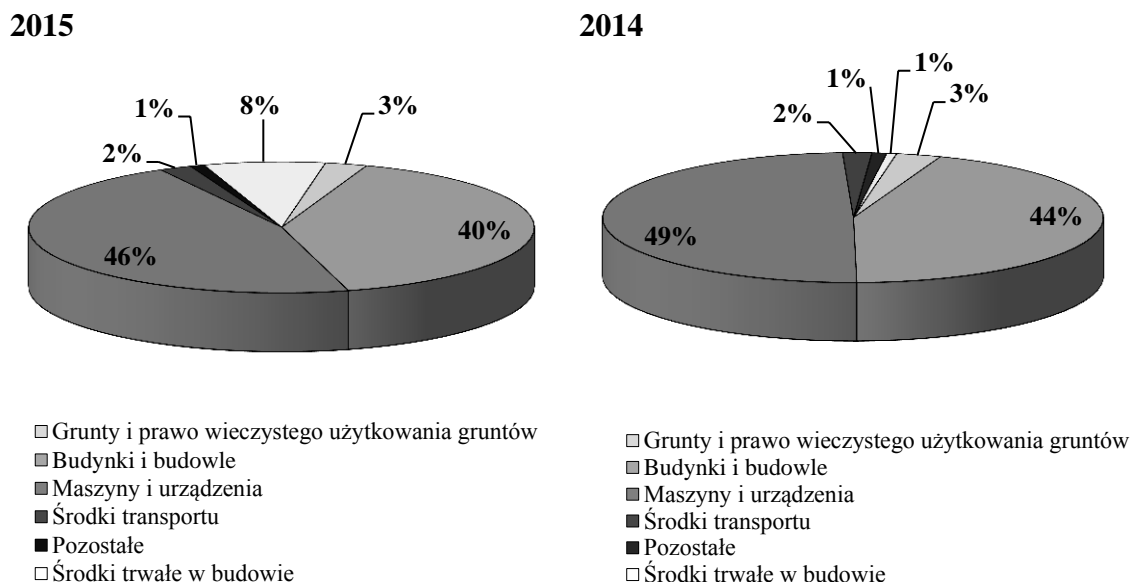 2015
1%
8%
3%
2%
46%
40%
Grunty i prawo wieczystego użytkowania gruntów
Budynki i budowle
Maszyny i urządzenia
Środki transportu
Pozostałe
Środki trwałe w budowie
2014
1%
1%
2%
3%
49%
44%
Grunty i prawo wieczystego użytkowania gruntów
Budynki i budowle
Maszyny i urządzenia
Środki transportu
Pozostałe
Środki trwałe w budowie